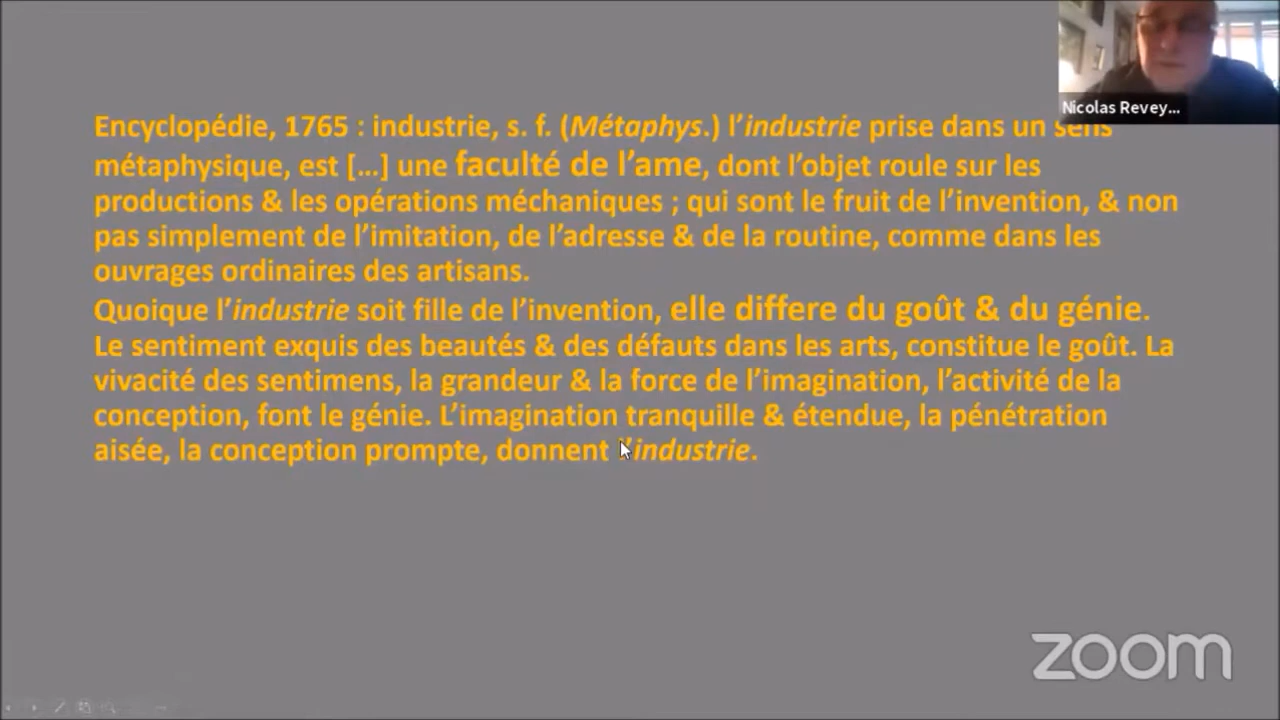 Nicolas Revey...
Encyclopédie, 1765 : industrie, s. f. (Métaphys.) l’industrie prise dans un sens
métaphysique, est […] une faculté de l’ame, dont l’objet roule sur les
productions & les opérations méchaniques ; qui sont le fruit de l’invention, & non
pas simplement de l’imitation, de l’adresse & de la routine, comme dans les
ouvrages ordinaires des artisans.
Quoique l’industrie soit fille de l’invention, elle differe du goût & du génie.
Le sentiment exquis des beautés & des défauts dans les arts, constitue le goût. La
vivacité des sentimens, la grandeur & la force de l’imagination, l’activité de la
conception, font le génie. L’imagination tranquille & étendue, la pénétration
aisée, la conception prompte, donnent l’industrie.
zoom